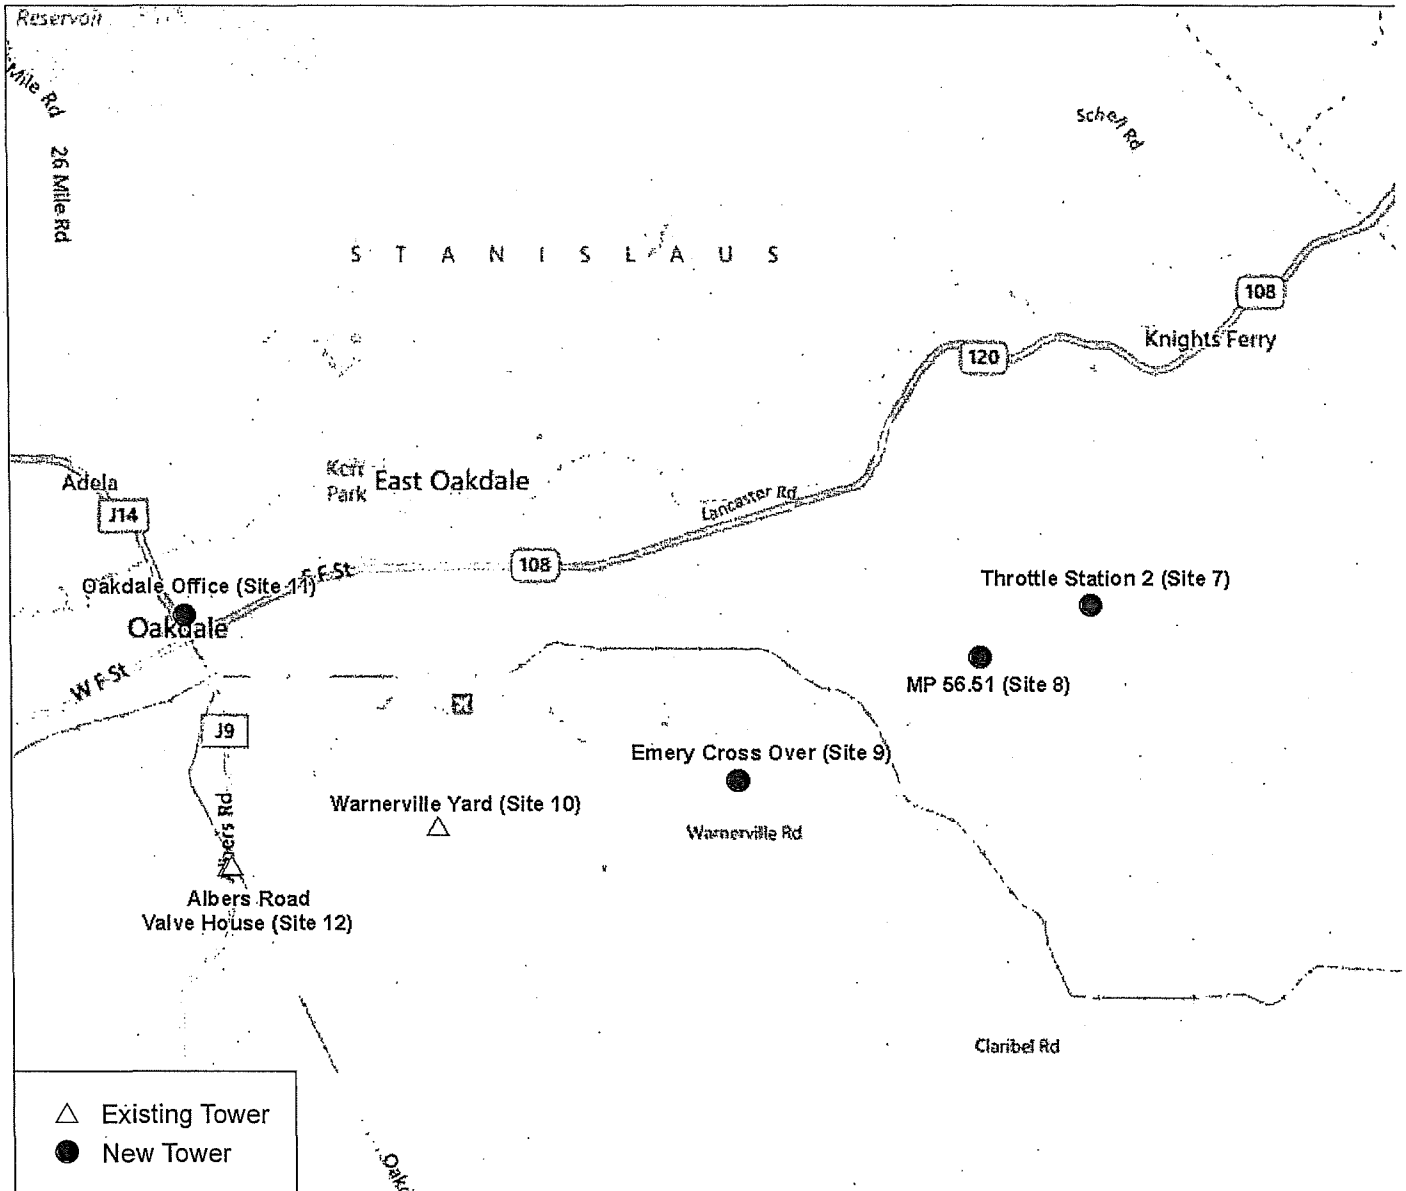 Reservoir
Mile Rd
26 Mile Rd
Schell Rd
STANISLAUS
108
120
Knights Ferry
Adela
J14
Kerr
Park
East Oakdale
Lancaster Rd
108
F St
Oakdale Office (Site 11)
Oakdale
W F St
Throttle Station 2 (Site 7)
MP 56.51 (Site 8)
J9
Emery Cross Over (Site 9)
Warnerville Yard (Site 10)
Warnerville Rd
Albers Road
Valve House (Site 12)
Claribel Rd
Existing Tower
New Tower